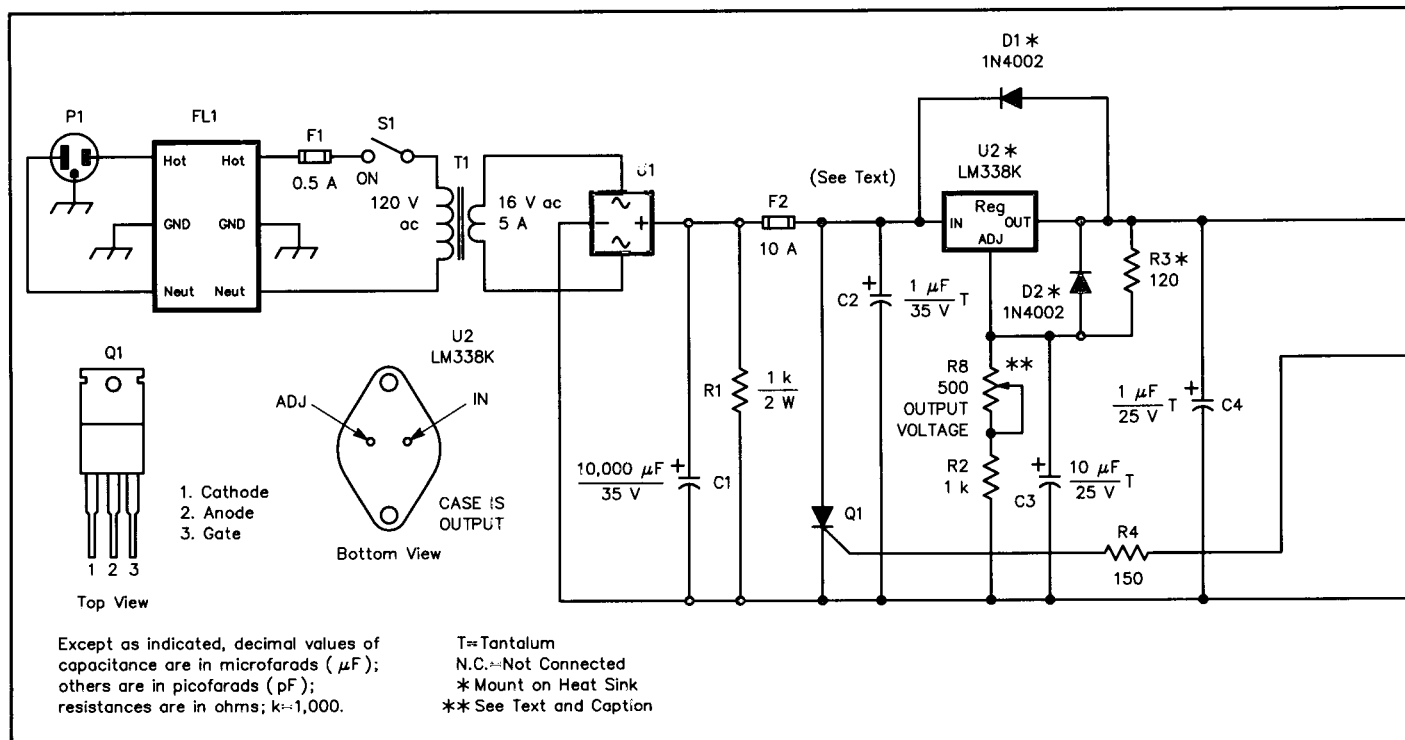 D1*
1N4002
P1
FL1
F1
S1
T1
U1
(See Text)
U2*
LM338K
Hot
Hot
0.5 A
ON
120 V
ac
16 V ac
5 A
~
−
+
~
F2
10 A
IN
Reg
OUT
ADJ
GND
GND
Neut
Neut
R3*
120
D2*
1N4002
C2
+
1 µF
35 V
T
Q1
U2
LM338K
ADJ
IN
CASE IS
OUTPUT
Bottom View
1. Cathode
2. Anode
3. Gate
1 2 3
Top View
R1
1 k
2 W
10,000 µF
35 V
+
C1
R8
**
500
OUTPUT
VOLTAGE
R2
1 k
+
C3
10 µF
25 V
T
1 µF
25 V
T
+
C4
Q1
R4
150
Except as indicated, decimal values of
capacitance are in microfarads ( µF);
others are in picofarads (pF);
resistances are in ohms; k=1,000.
T=Tantalum
N.C.=Not Connected
* Mount on Heat Sink
** See Text and Caption